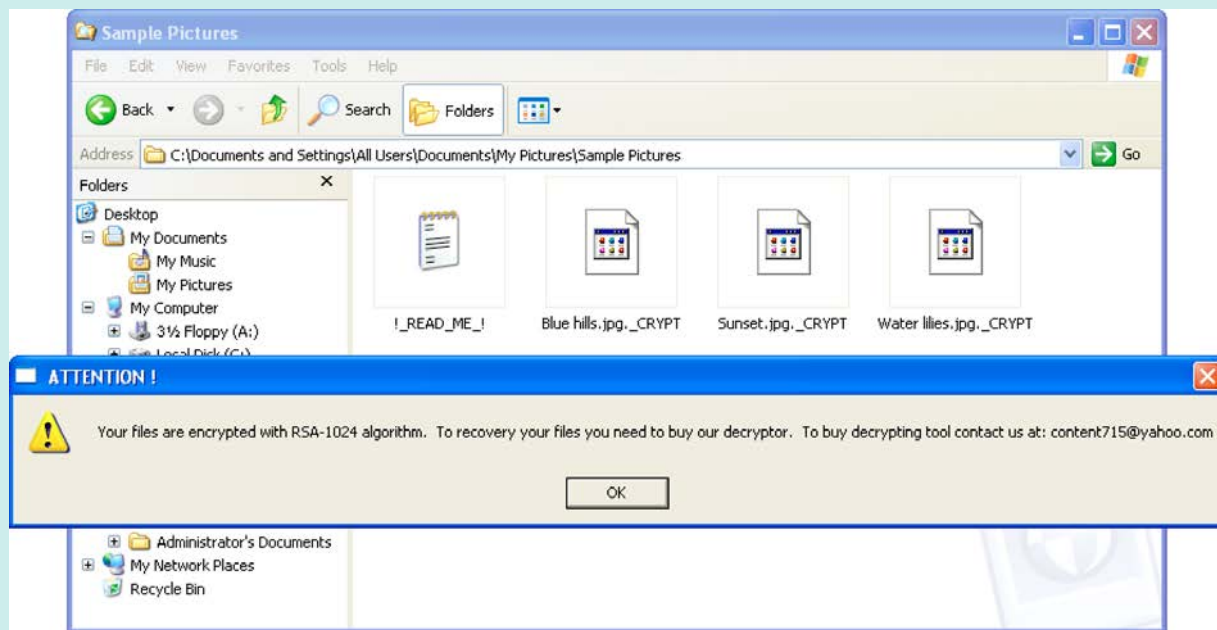 Sample Pictures
File Edit View Favorites Tools Help
Back Search Folders
Address C:\Documents and Settings\All Users\Documents\My Pictures\Sample Pictures Go
Folders
Desktop
My Documents
My Music
My Pictures
My Computer
3½ Floppy (A:)
Local Disk (C:)
!_READ_ME_!
Blue hills.jpg._CRYPT
Sunset.jpg._CRYPT
Water lilies.jpg._CRYPT
ATTENTION !
Your files are encrypted with RSA-1024 algorithm. To recovery your files you need to buy our decryptor. To buy decrypting tool contact us at: content715@yahoo.com
OK
Administrator's Documents
My Network Places
Recycle Bin